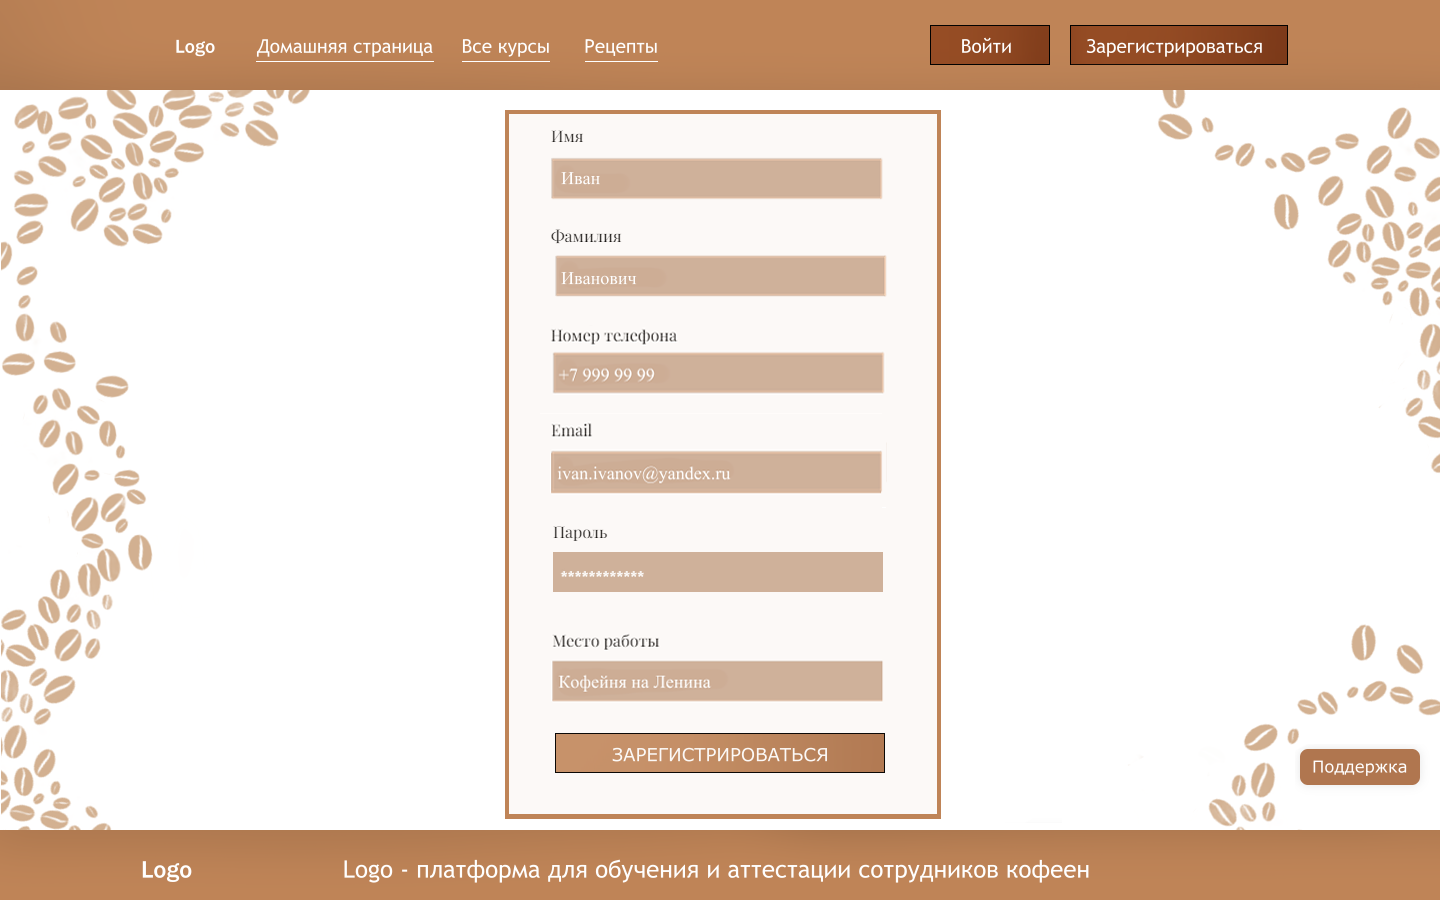 Logo Домашняя страница Все курсы Рецепты Войти Зарегистрироваться
Имя
Иван
Фамилия
Иванович
Номер телефона
+7 999 99 99
Email
ivan.ivanov@yandex.ru
Пароль
************
Место работы
Кофейня на Ленина
ЗАРЕГИСТРИРОВАТЬСЯ
Поддержка
Logo Logo - платформа для обучения и аттестации сотрудников кофеен